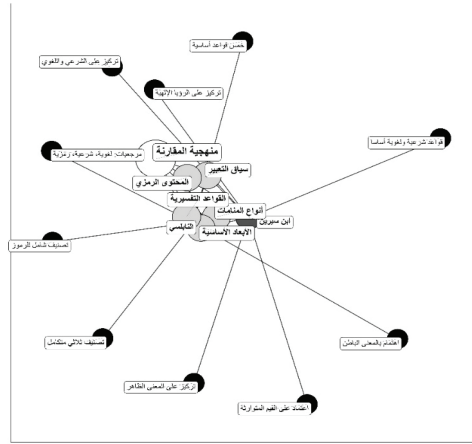 خمس قواعد أساسية
تركيز على الشرعي واللغوي
تركيز على الرؤيا الإلهية
قواعد شرعية ولغوية أساسا
منهجية المقارنة
مرجعيات: لغوية، شرعية، رمزية
سياق التعبير
المحتوى الرمزي
القواعد التفسيرية
أنواع المنامات
ابن سيرين
النابلسي
الأبعاد الأساسية
تصنيف شامل للرموز
تصنيف ثلاثي متكامل
اهتمام بالمعنى الباطن
تركيز على المعنى الظاهر
اعتماد على القيم المتوارثة